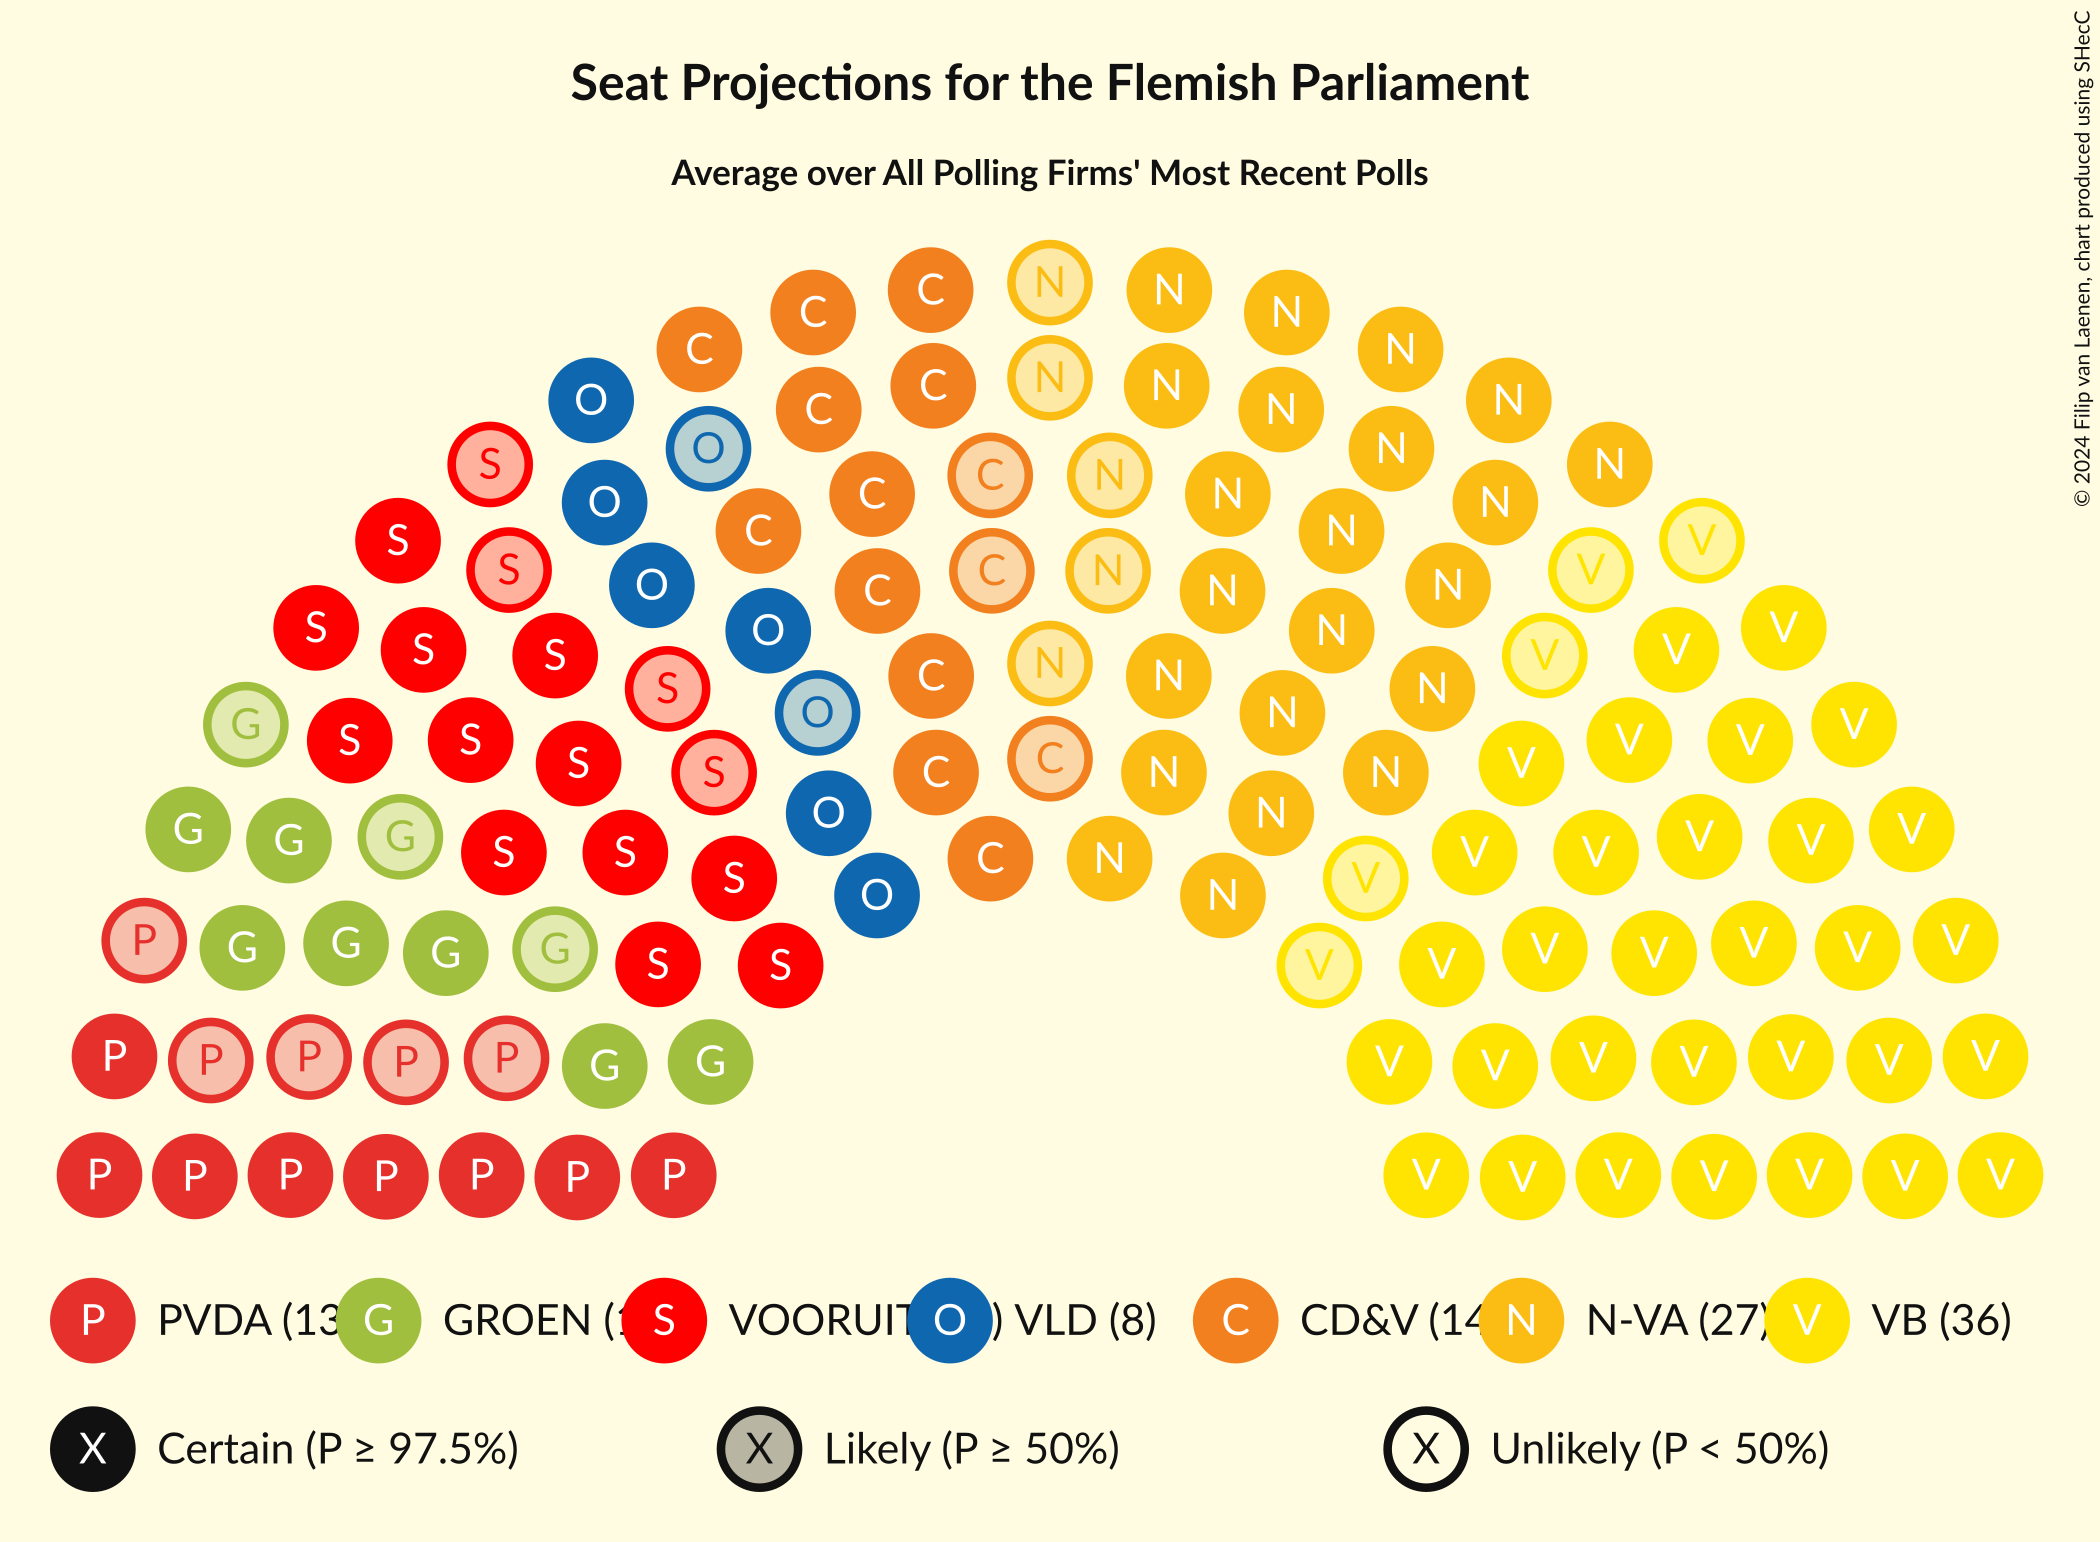 Seat Projections for the Flemish Parliament
Average over All Polling Firms' Most Recent Polls
© 2024 Filip van Laenen, chart produced using SHecC
C N N
C N
C N
C N N
O C N N
O N
S C N N
C N
O N
C N
S V
S C N V
C N
O N
S O N V
S V
S S V V
C N N
S N
O N
G V
S S V V
S S C C N N V
O N
G V
G G V V
S S V V
C N
S V
O N
P G G G G V V V V V
S S V V
P P P P P G G V V V V V V V
P P P P P P P V V V V V V V
P PVDA (13 G GROEN (1 S VOORUIT O ) VLD (8) C CD&V (14 N N-VA (27) V VB (36)
X Certain (P ≥ 97.5%) X Likely (P ≥ 50%) X Unlikely (P < 50%)